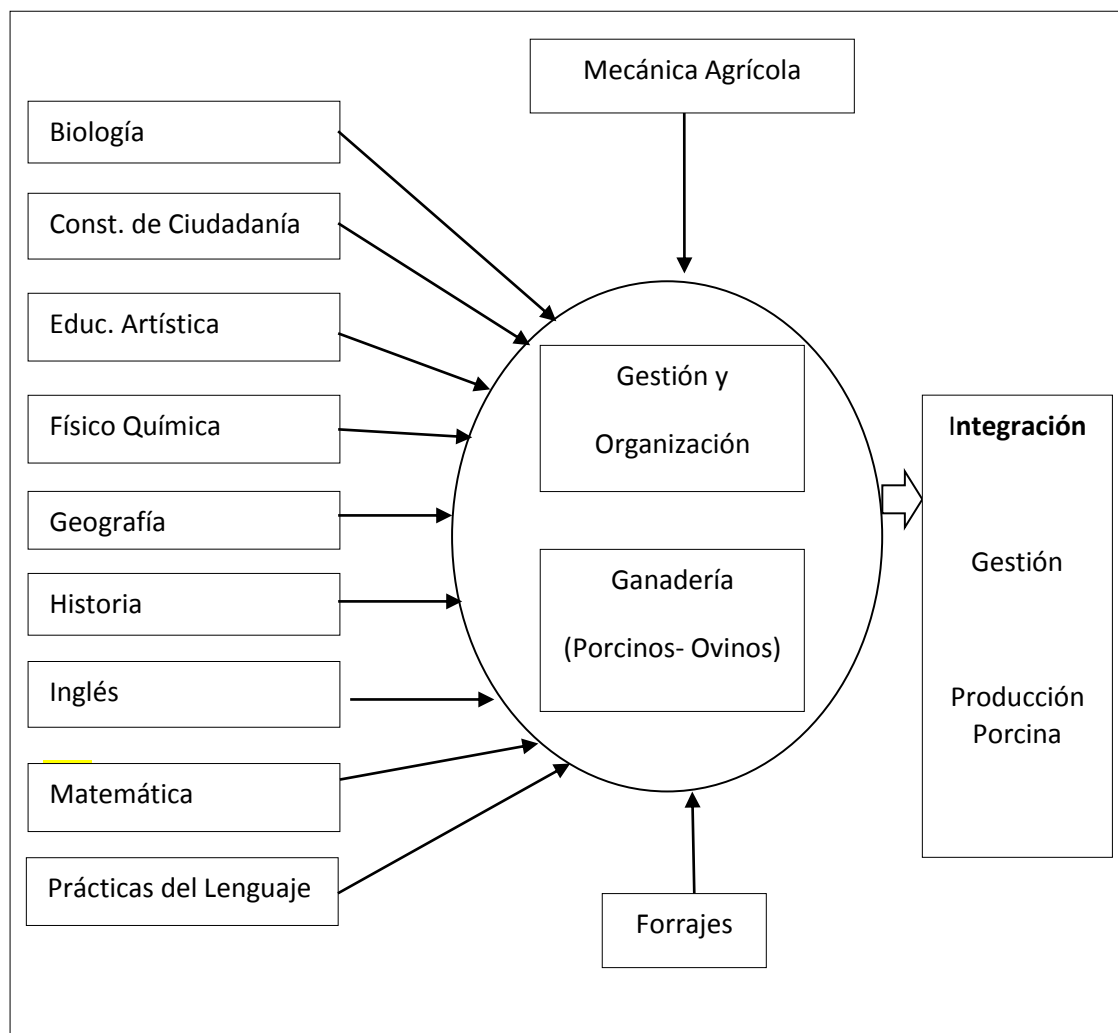 Mecánica Agrícola
Biología
Const. de Ciudadanía
Educ. Artística
Físico Química
Geografía
Historia
Inglés
Matemática
Prácticas del Lenguaje
Gestión y
Organización
Ganadería
(Porcinos- Ovinos)
Forrajes
Integración
Gestión
Producción
Porcina